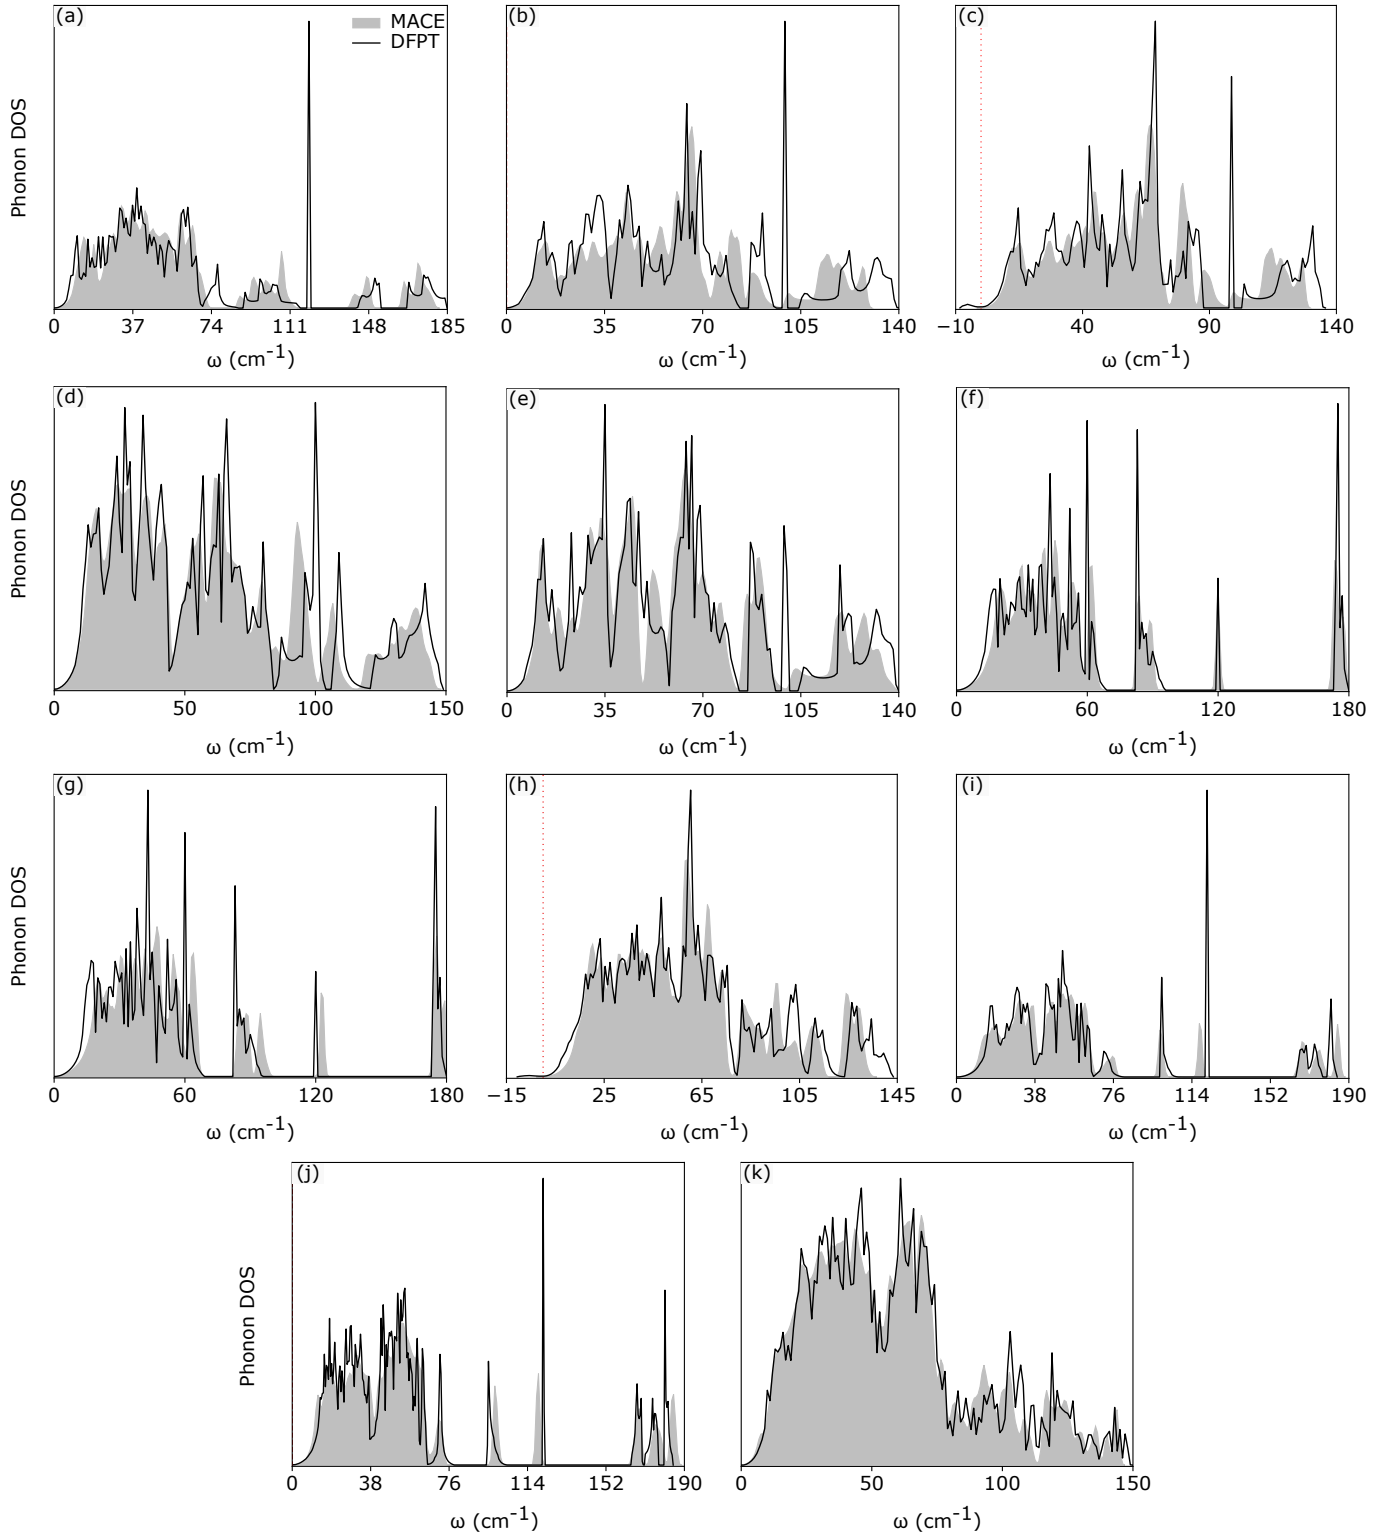 (a)
MACE
DFPT
Phonon DOS
0 37 74 111 148 185
ω (cm-1)
(b)
0 35 70 105 140
ω (cm-1)
(c)
−10 40 90 140
ω (cm-1)
(d)
Phonon DOS
0 50 100 150
ω (cm-1)
(e)
0 35 70 105 140
ω (cm-1)
(f)
0 60 120 180
ω (cm-1)
(g)
Phonon DOS
0 60 120 180
ω (cm-1)
(h)
−15 25 65 105 145
ω (cm-1)
(i)
0 38 76 114 152 190
ω (cm-1)
(j)
Phonon DOS
0 38 76 114 152 190
ω (cm-1)
(k)
0 50 100 150
ω (cm-1)